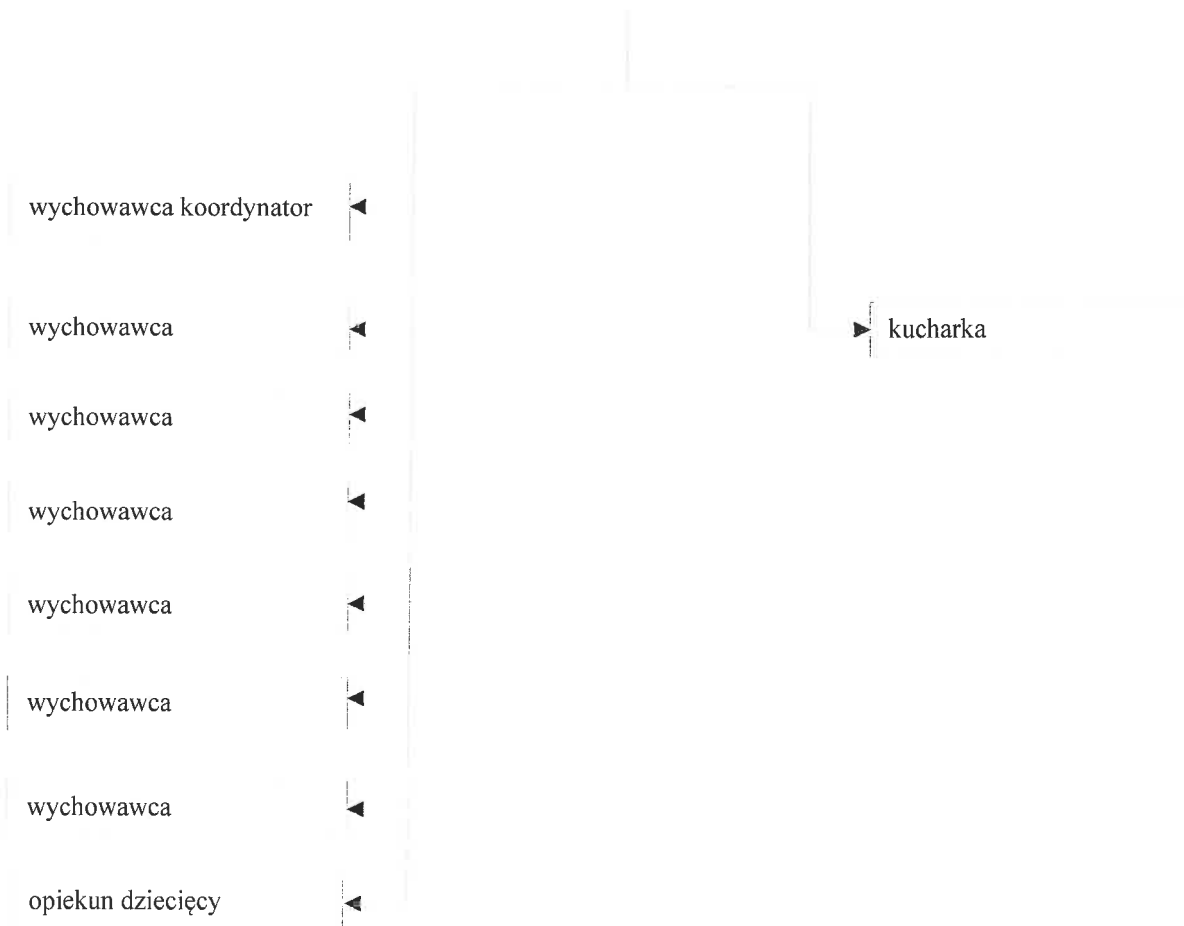 wychowawca koordynator
wychowawca
kucharka
wychowawca
wychowawca
wychowawca
wychowawca
wychowawca
opiekun dziecięcy